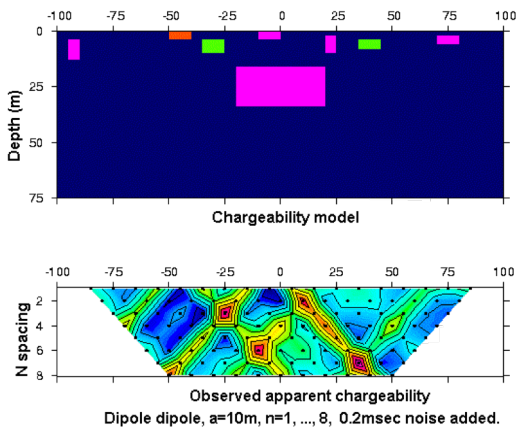 -100 -75 -50 -25 0 25 50 75 100
0
25
50
75
Depth (m)
Chargeability model
-100 -75 -50 -25 0 25 50 75 100
2
4
6
8
N spacing
Observed apparent chargeability
Dipole dipole, a=10m, n=1, ..., 8, 0.2msec noise added.